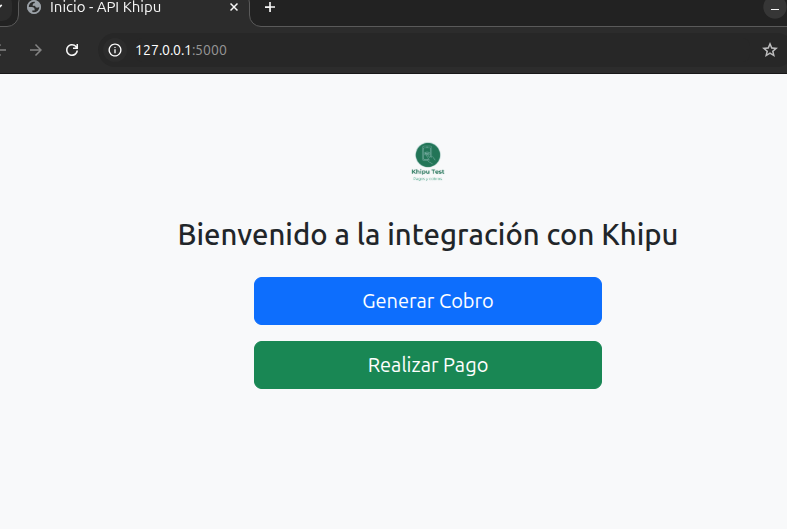 Inicio - API Khipu
127.0.0.1:5000
Khipu Test
Bienvenido a la integración con Khipu
Generar Cobro
Realizar Pago